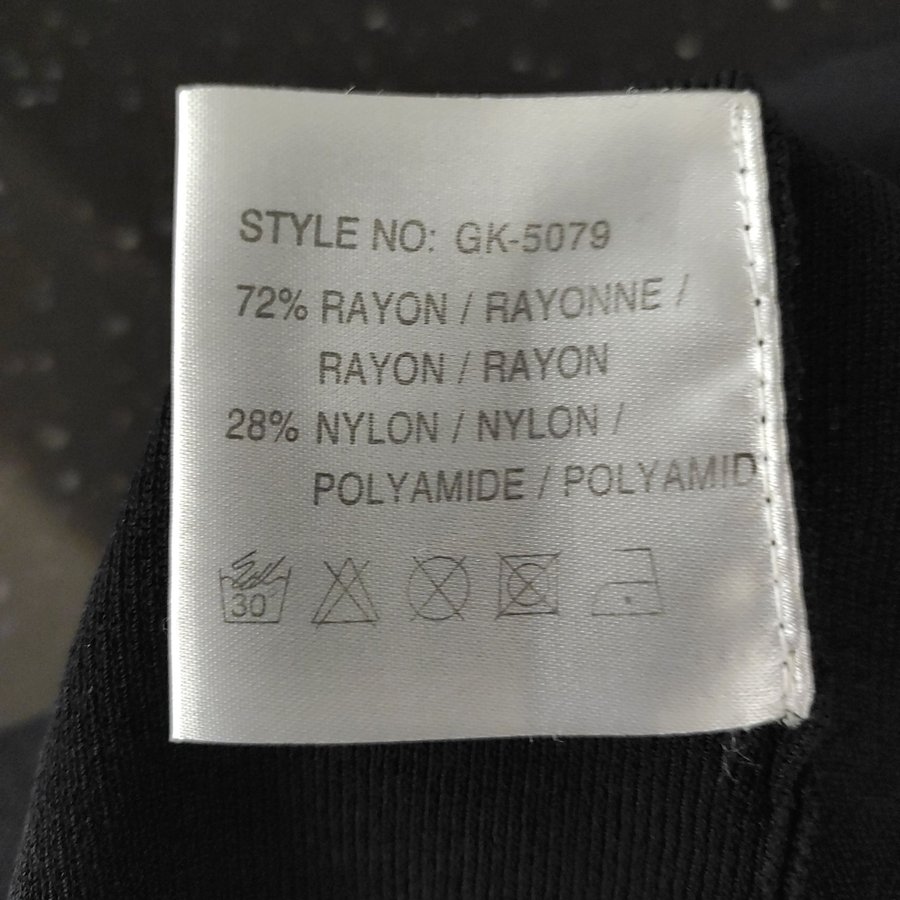 STYLE NO: GK-5079
72% RAYON / RAYONNE /
RAYON / RAYON
28% NYLON / NYLON /
POLYAMIDE / POLYAMID
30